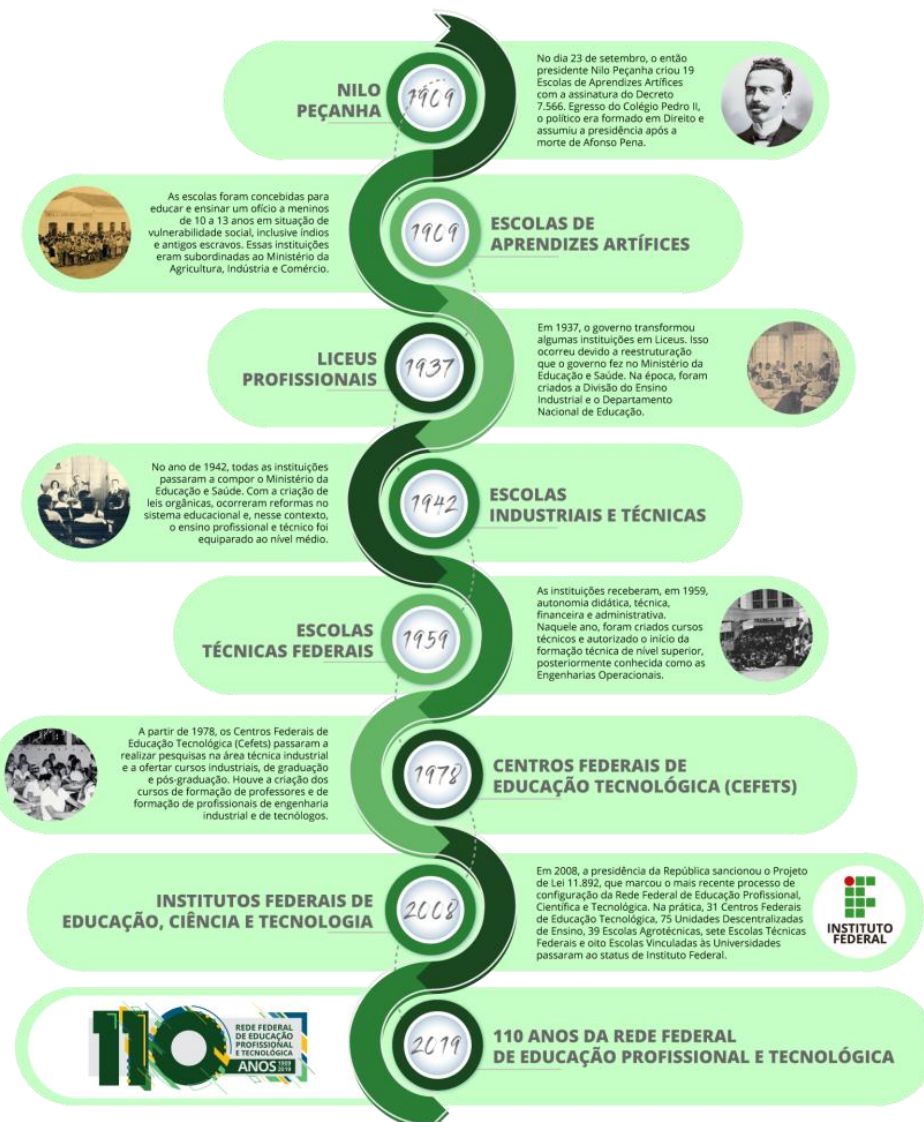 NILO
PEÇANHA
1909
No dia 23 de setembro, o então
presidente Nilo Peçanha criou 19
Escolas de Aprendizes Artífices
com a assinatura do Decreto
7.566. Egresso do Colégio Pedro II,
o político era formado em Direito e
assumiu a presidência após a
morte de Afonso Pena.
As escolas foram concebidas para
educar e ensinar um ofício a meninos
de 10 a 13 anos em situação de
vulnerabilidade social, inclusive índios
e antigos escravos. Essas instituições
eram subordinadas ao Ministério da
Agricultura, Indústria e Comércio.
1909
ESCOLAS DE
APRENDIZES ARTÍFICES
LICEUS
PROFISSIONAIS
1937
Em 1937, o governo transformou
algumas instituições em Liceus. Isso
ocorreu devido a reestruturação
que o governo fez no Ministério da
Educação e Saúde. Na época, foram
criados a Divisão do Ensino
Industrial e o Departamento
Nacional de Educação.
No ano de 1942, todas as instituições
passaram a compor o Ministério da
Educação e Saúde. Com a criação de
leis orgânicas, ocorreram reformas no
sistema educacional e, nesse contexto,
o ensino profissional e técnico foi
equiparado ao nível médio.
1942
ESCOLAS
INDUSTRIAIS E TÉCNICAS
ESCOLAS
TÉCNICAS FEDERAIS
1959
As instituições receberam, em 1959,
autonomia didática, técnica,
financeira e administrativa.
Naquele ano, foram criados cursos
técnicos e autorizado o início da
formação técnica de nível superior,
posteriormente conhecida como as
Engenharias Operacionais.
A partir de 1978, os Centros Federais de
Educação Tecnológica (Cefets) passaram a
realizar pesquisas na área técnica industrial
e a ofertar cursos industriais, de graduação
e pós-graduação. Houve a criação dos
cursos de formação de professores e de
formação de profissionais de engenharia
industrial e de tecnólogos.
1978
CENTROS FEDERAIS DE
EDUCAÇÃO TECNOLÓGICA (CEFETS)
INSTITUTOS FEDERAIS DE
EDUCAÇÃO, CIÊNCIA E TECNOLOGIA
2008
Em 2008, a presidência da República sancionou o Projeto
de Lei 11.892, que marcou o mais recente processo de
configuração da Rede Federal de Educação Profissional,
Científica e Tecnológica. Na prática, 31 Centros Federais
de Educação Tecnológica, 75 Unidades Descentralizadas
de Ensino, 39 Escolas Agrotécnicas, sete Escolas Técnicas
Federais e oito Escolas Vinculadas às Universidades
passaram ao status de Instituto Federal.
INSTITUTO
FEDERAL
110
REDE FEDERAL
DE EDUCAÇÃO
PROFISSIONAL
E TECNOLÓGICA
ANOS 1909 2019
2019
110 ANOS DA REDE FEDERAL
DE EDUCAÇÃO PROFISSIONAL E TECNOLÓGICA